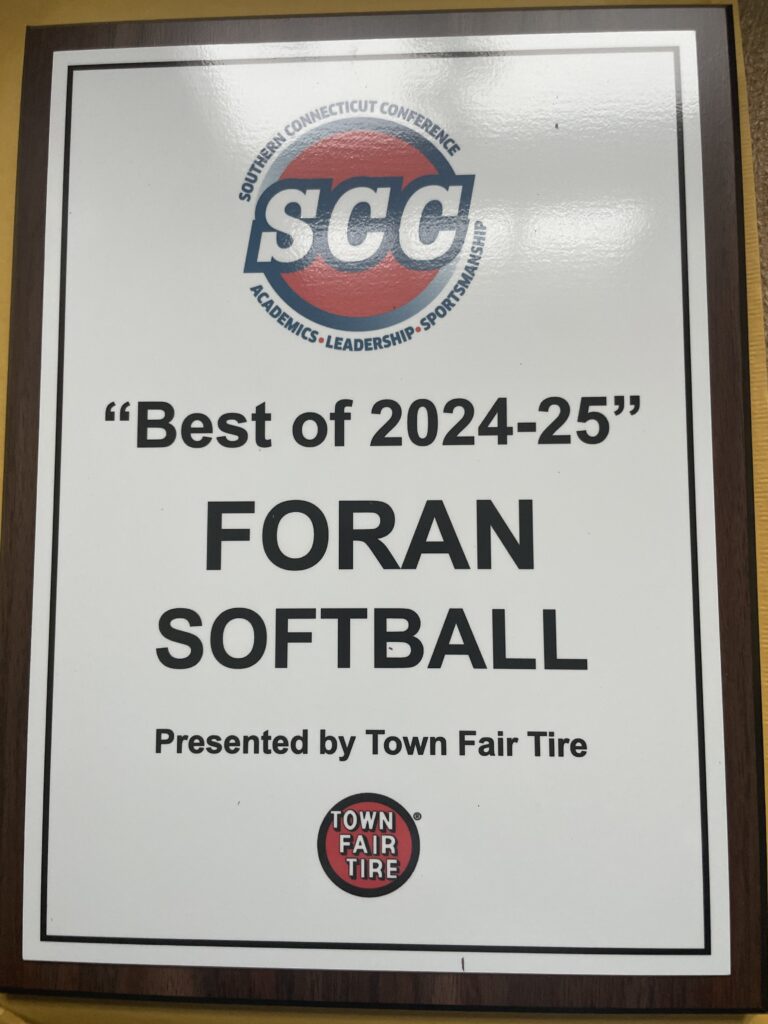 SOUTHERN CONNECTICUT CONFERENCE
SCC
ACADEMICS•LEADERSHIP•SPORTSMANSHIP
“Best of 2024-25”
FORAN
SOFTBALL
Presented by Town Fair Tire
TOWN
FAIR
TIRE
®